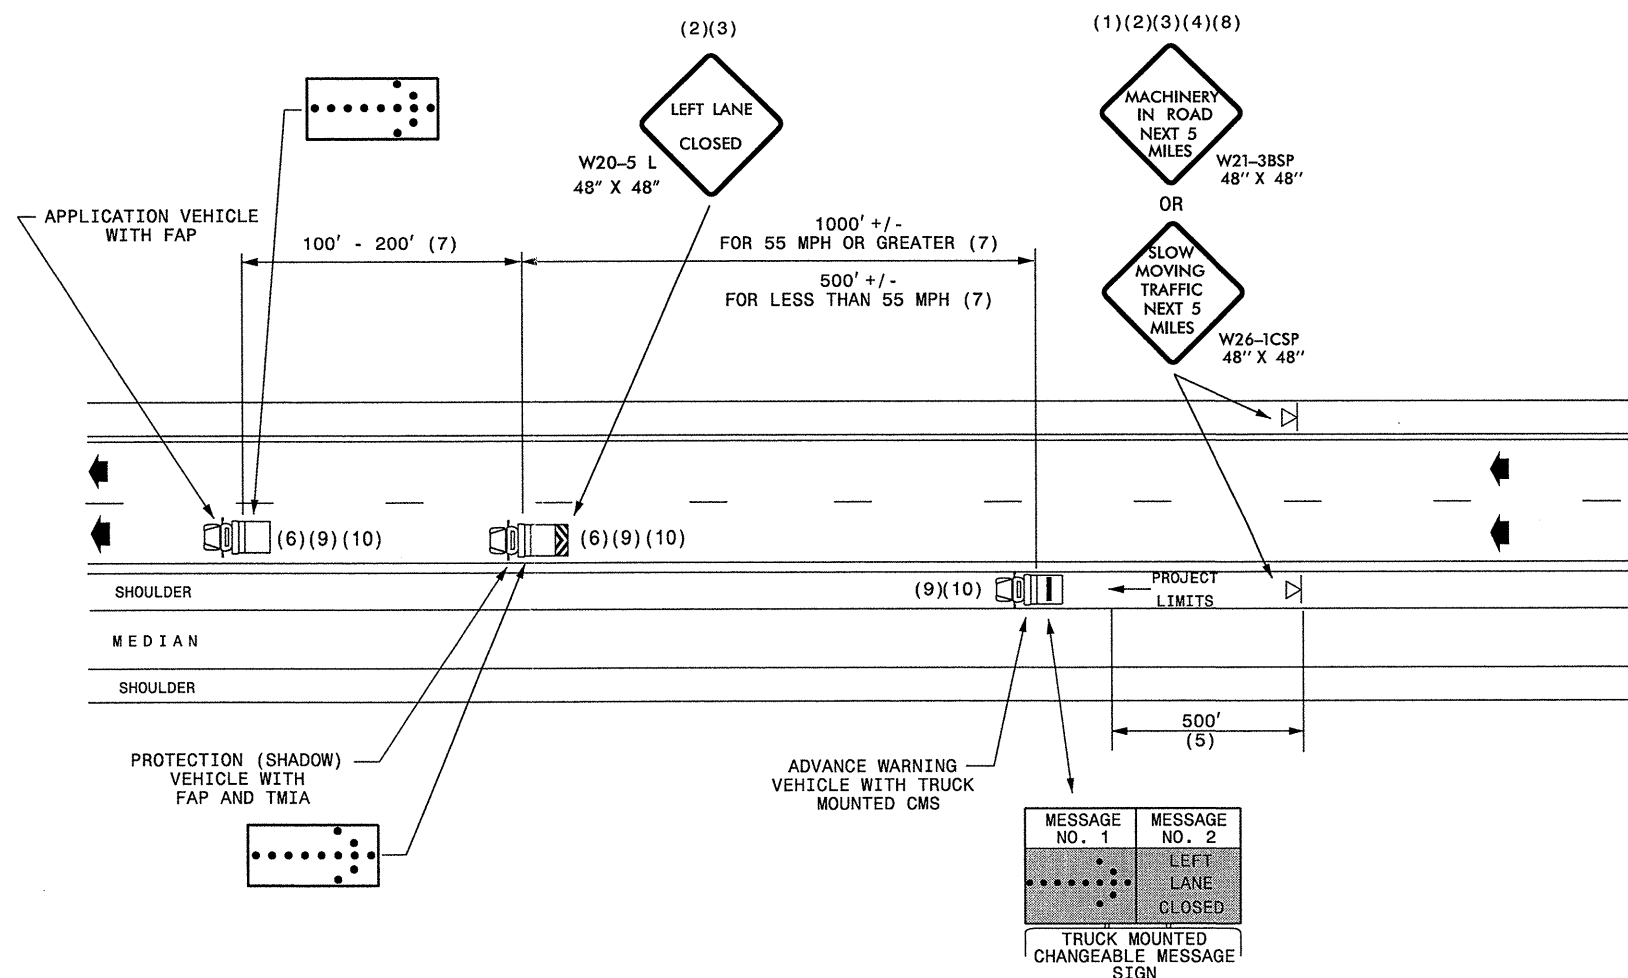 (2)(3)
(1)(2)(3)(4)(8)
LEFT LANE
CLOSED
W20-5 L
48" X 48"
MACHINERY
IN ROAD
NEXT 5
MILES
W21-3BSP
48" X 48"
OR
SLOW
MOVING
TRAFFIC
NEXT 5
MILES
W26-1CSP
48" X 48"
APPLICATION VEHICLE
WITH FAP
100' - 200' (7)
1000' +/-
FOR 55 MPH OR GREATER (7)
500' +/-
FOR LESS THAN 55 MPH (7)
(6)(9)(10)
(6)(9)(10)
(9)(10)
PROJECT
LIMITS
SHOULDER
MEDIAN
SHOULDER
500'
(5)
PROTECTION (SHADOW)
VEHICLE WITH
FAP AND TMIA
ADVANCE WARNING
VEHICLE WITH TRUCK
MOUNTED CMS
MESSAGE
NO. 1
MESSAGE
NO. 2
LEFT
LANE
CLOSED
TRUCK MOUNTED
CHANGEABLE MESSAGE
SIGN